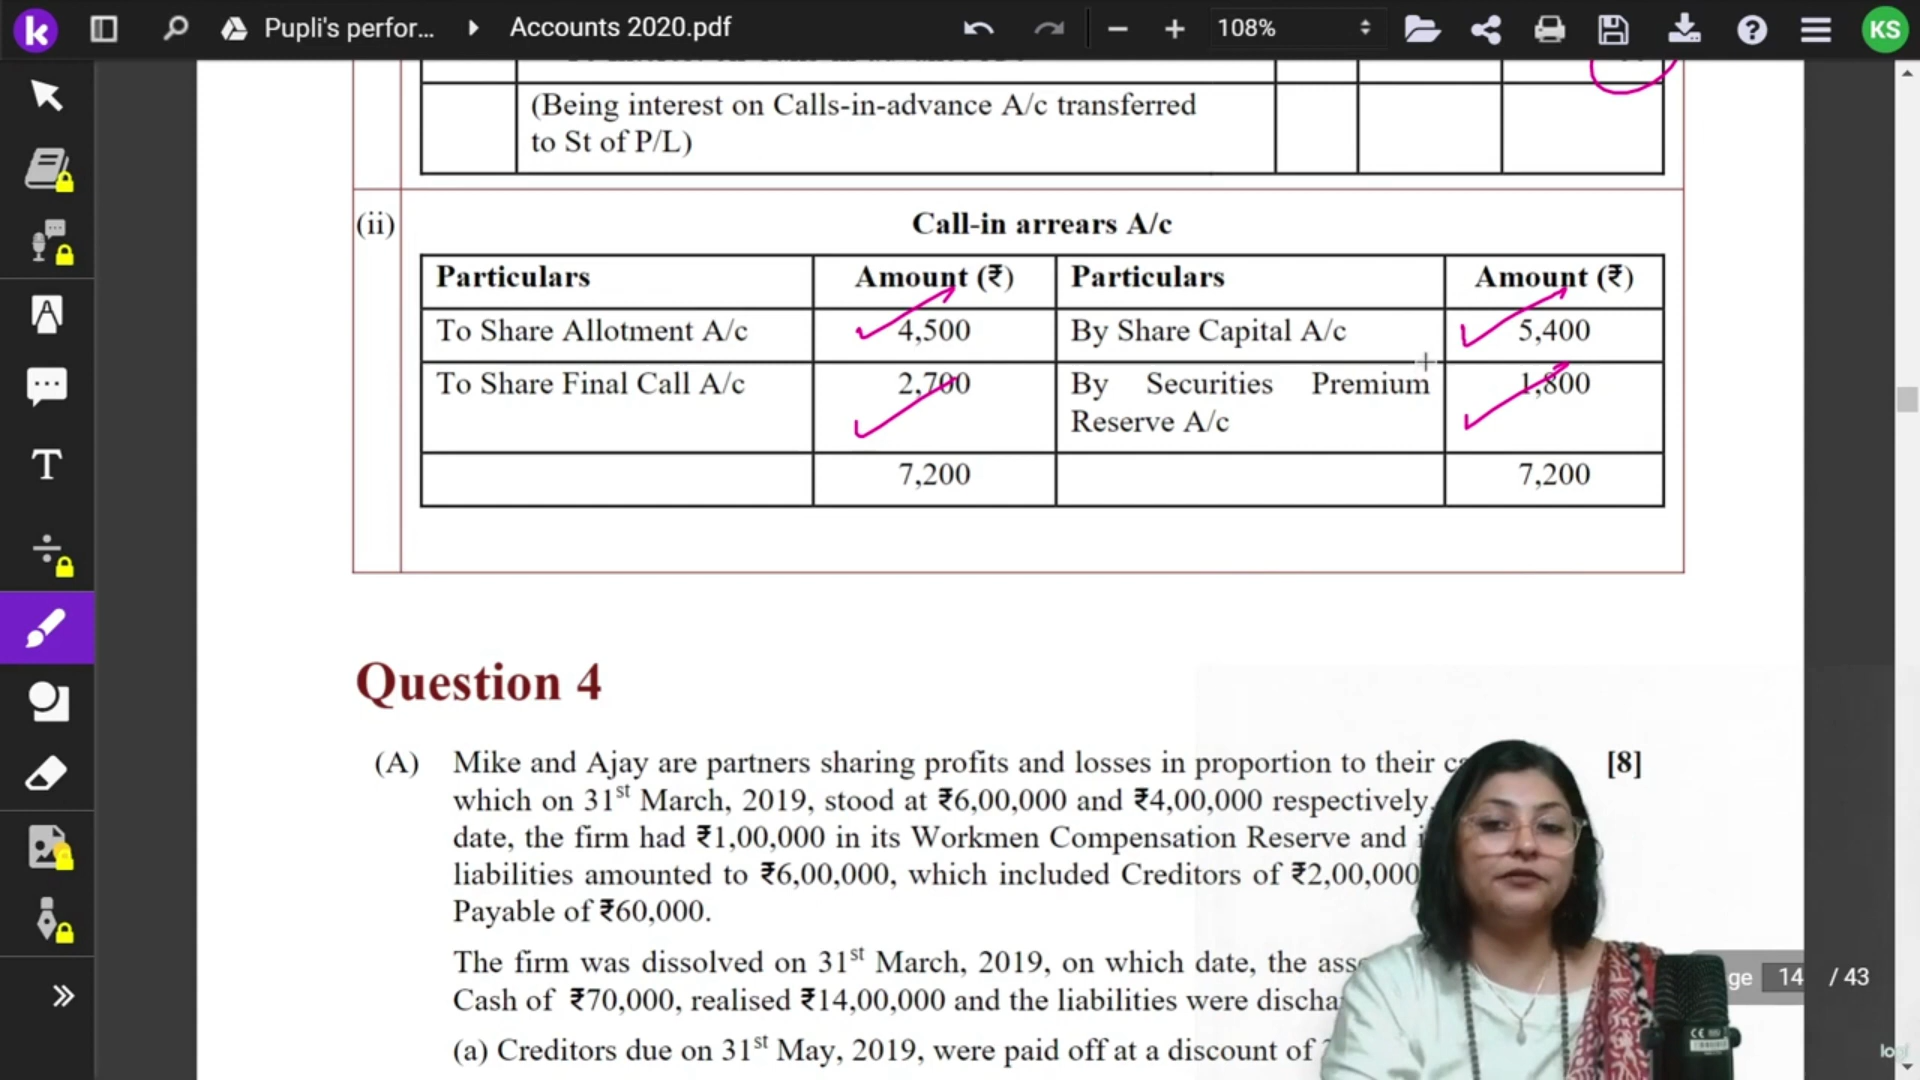 k
Pupli's perfor...
Accounts 2020.pdf
108%
KS
(Being interest on Calls-in-advance A/c transferred
to St of P/L)
(ii)
Call-in arrears A/c
Particulars Amount (₹) Particulars Amount (₹)
To Share Allotment A/c 4,500 By Share Capital A/c 5,400
To Share Final Call A/c 2,700 By Securities Premium 1,800
Reserve A/c
7,200 7,200
Question 4
(A) Mike and Ajay are partners sharing profits and losses in proportion to their [8]
which on 31st March, 2019, stood at ₹6,00,000 and ₹4,00,000 respectively.
date, the firm had ₹1,00,000 in its Workmen Compensation Reserve and
liabilities amounted to ₹6,00,000, which included Creditors of ₹2,00,000
Payable of ₹60,000.
The firm was dissolved on 31st March, 2019, on which date, the
Cash of ₹70,000, realised ₹14,00,000 and the liabilities were
(a) Creditors due on 31st May, 2019, were paid off at a discount of
14 / 43